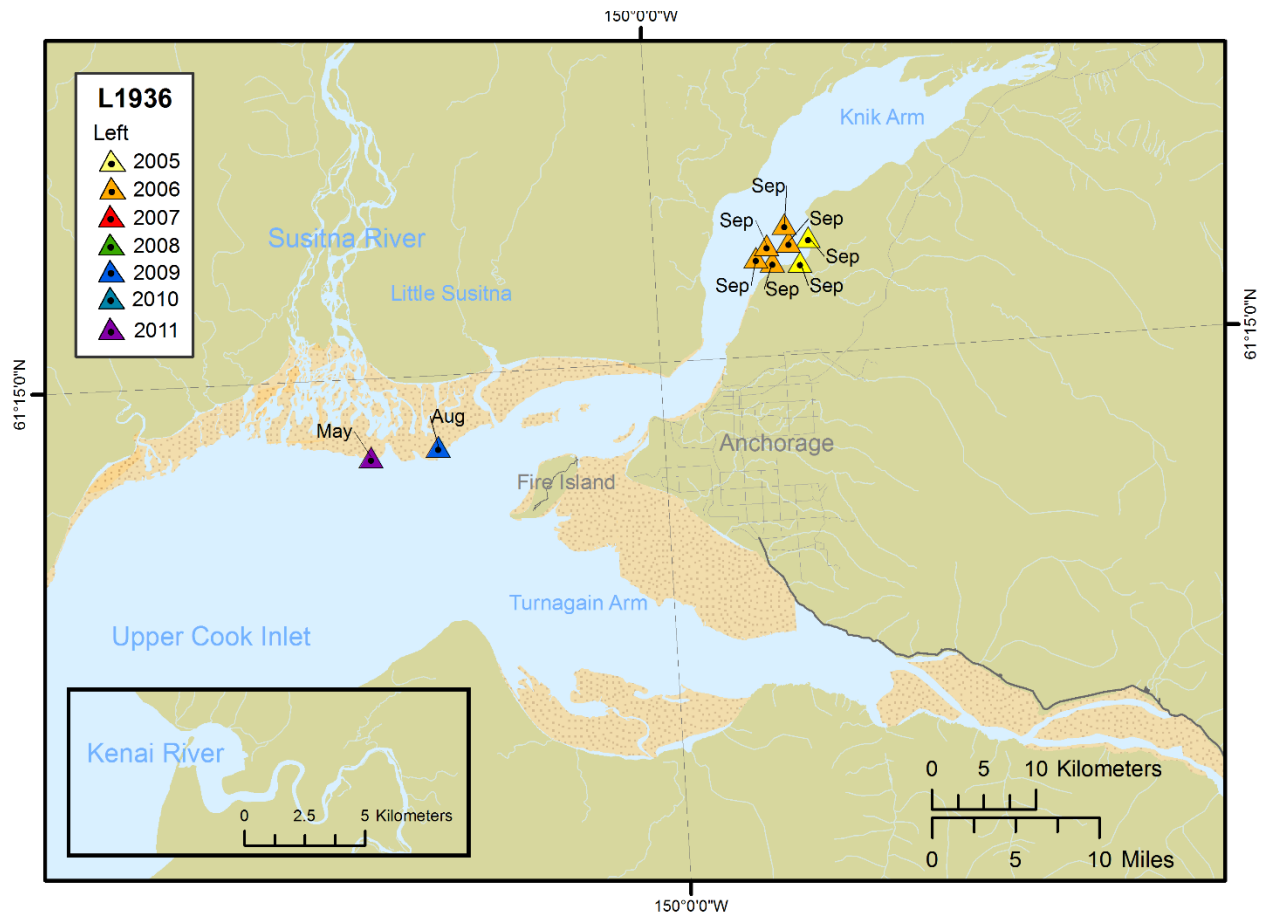 150°0'0"W
L1936
Left
2005
2006
2007
2008
2009
2010
2011
Knik Arm
Sep
Sep
Sep
Sep
Sep
Sep
Sep
Susitna River
Little Susitna
61°15'0"N
61°15'0"N
May
Aug
Anchorage
Fire Island
Turnagain Arm
Upper Cook Inlet
Kenai River
0 2.5 5 Kilometers
0 5 10 Kilometers
0 5 10 Miles
150°0'0"W